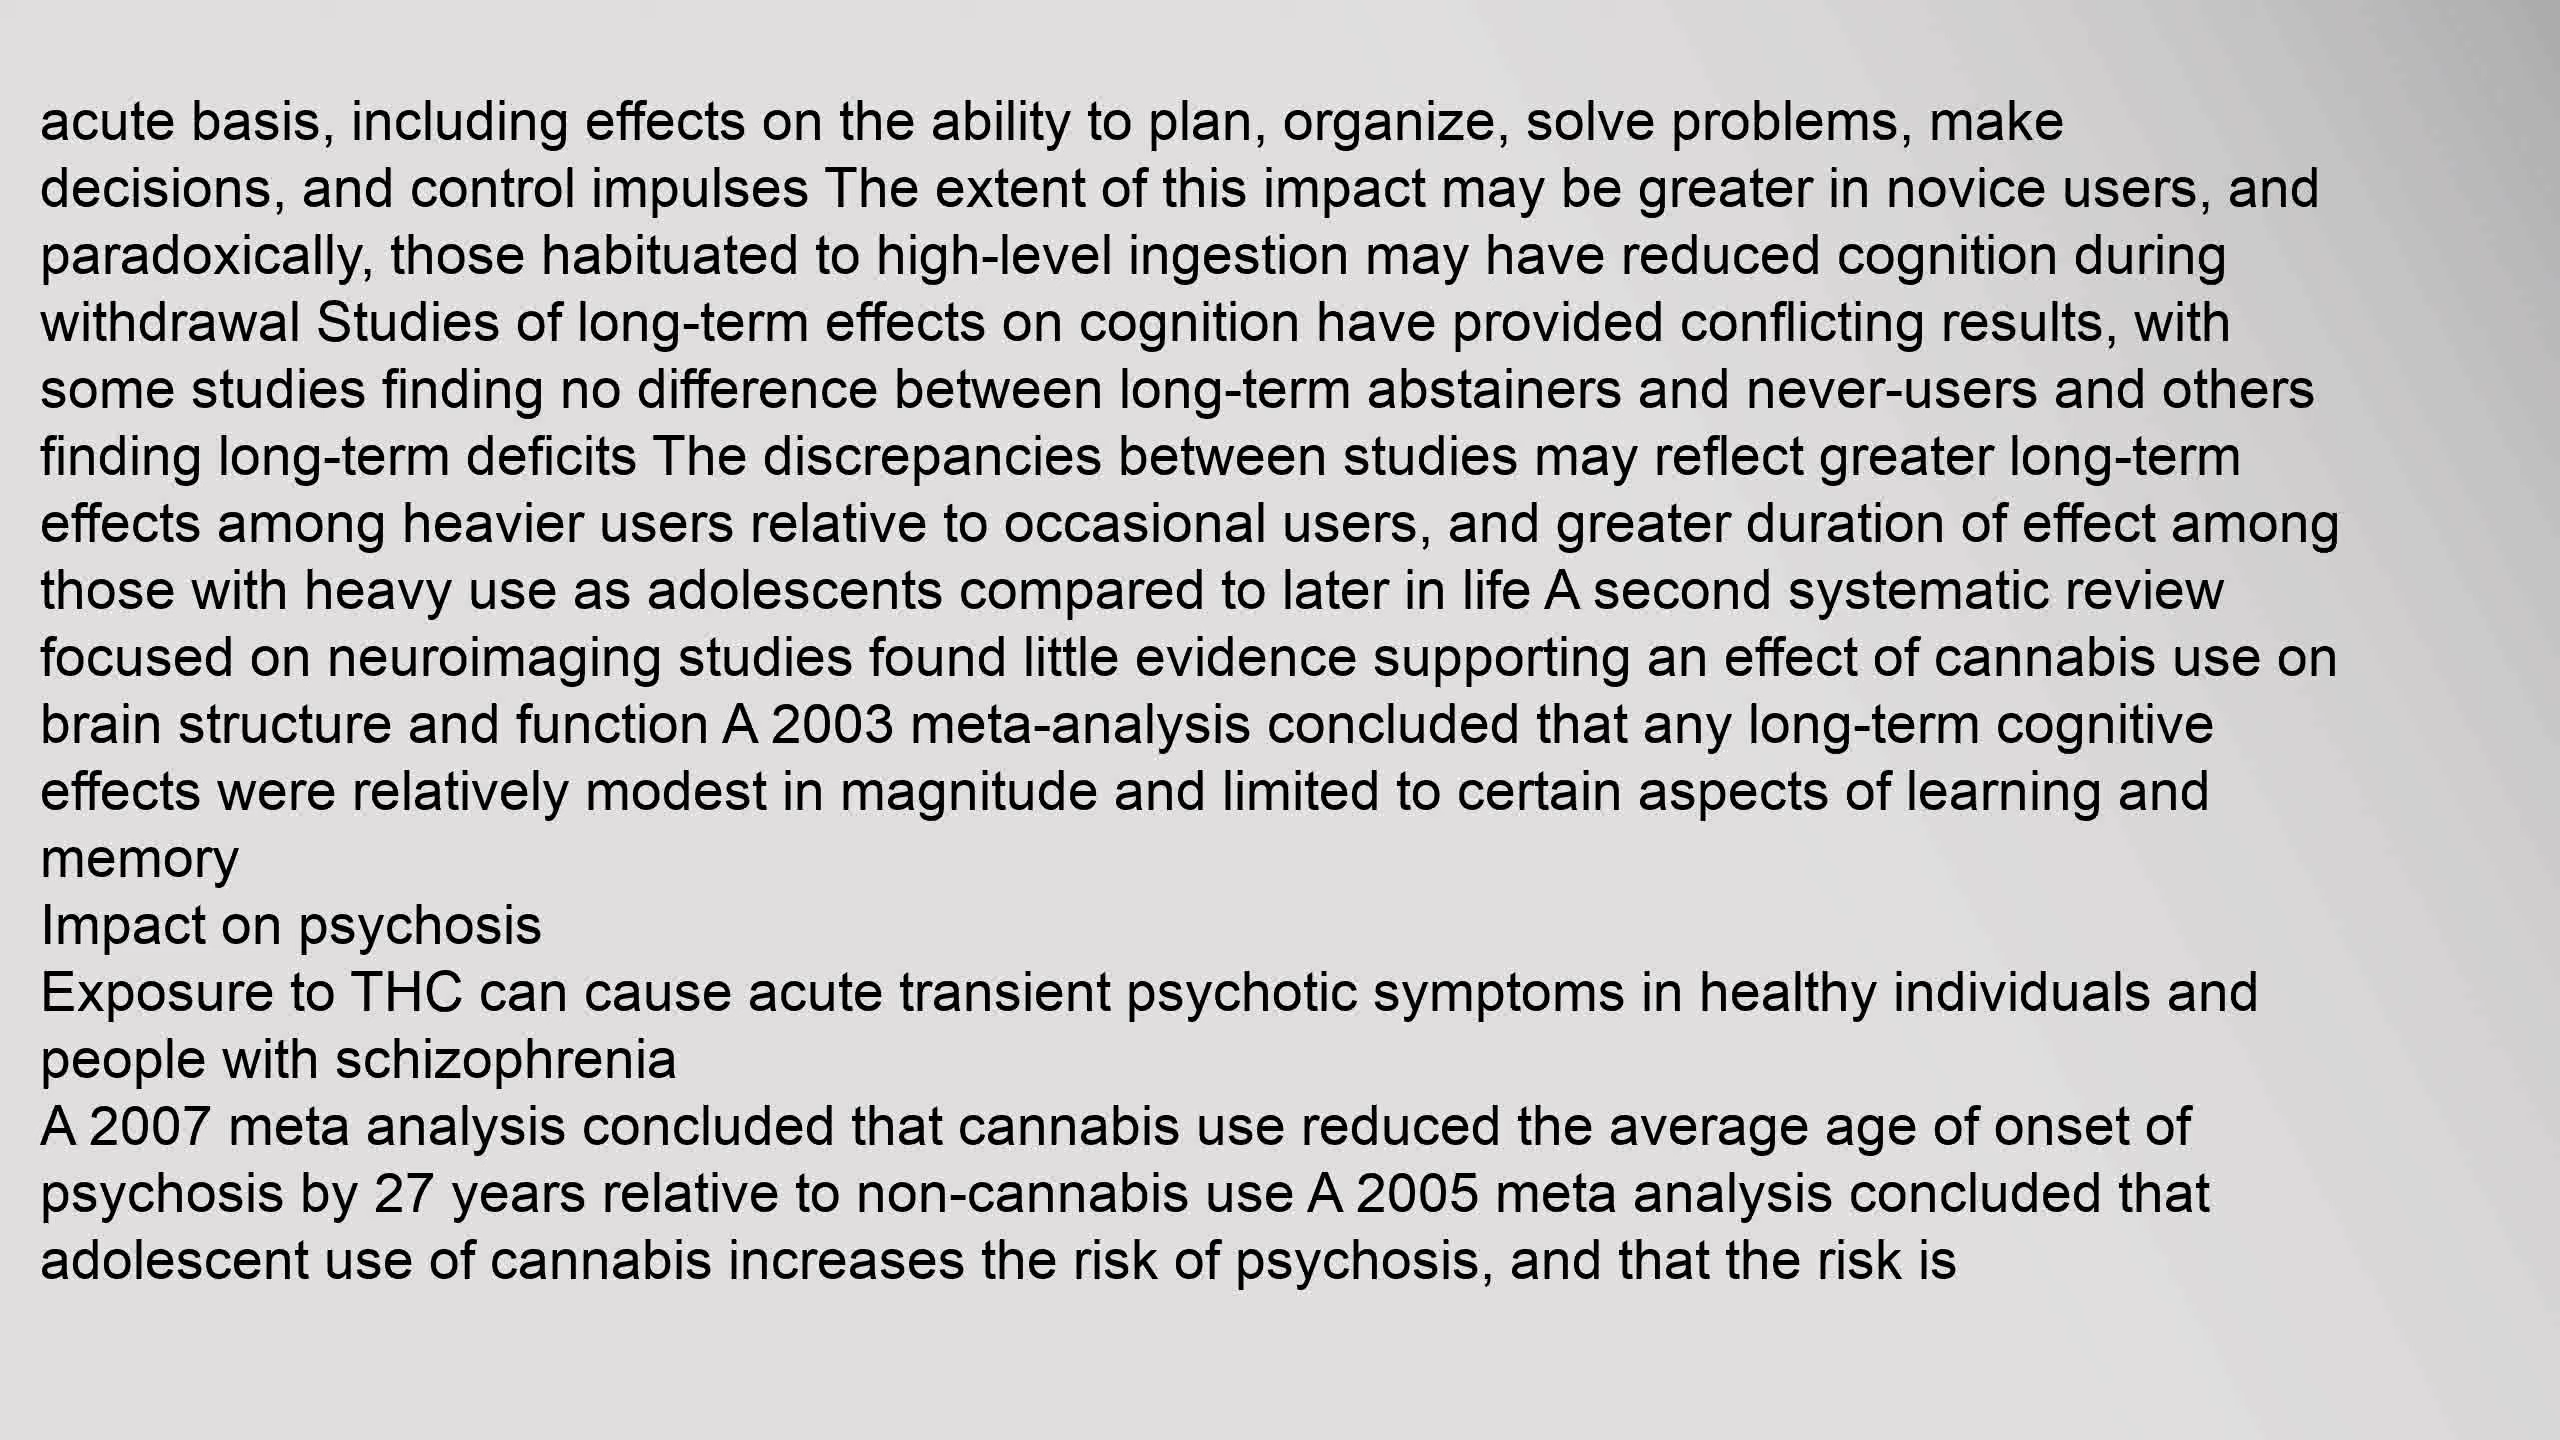 acute basis, including effects on the ability to plan, organize, solve problems, make
decisions, and control impulses The extent of this impact may be greater in novice users, and
paradoxically, those habituated to high-level ingestion may have reduced cognition during
withdrawal Studies of long-term effects on cognition have provided conflicting results, with
some studies finding no difference between long-term abstainers and never-users and others
finding long-term deficits The discrepancies between studies may reflect greater long-term
effects among heavier users relative to occasional users, and greater duration of effect among
those with heavy use as adolescents compared to later in life A second systematic review
focused on neuroimaging studies found little evidence supporting an effect of cannabis use on
brain structure and function A 2003 meta-analysis concluded that any long-term cognitive
effects were relatively modest in magnitude and limited to certain aspects of learning and
memory
Impact on psychosis
Exposure to THC can cause acute transient psychotic symptoms in healthy individuals and
people with schizophrenia
A 2007 meta analysis concluded that cannabis use reduced the average age of onset of
psychosis by 27 years relative to non-cannabis use A 2005 meta analysis concluded that
adolescent use of cannabis increases the risk of psychosis, and that the risk is